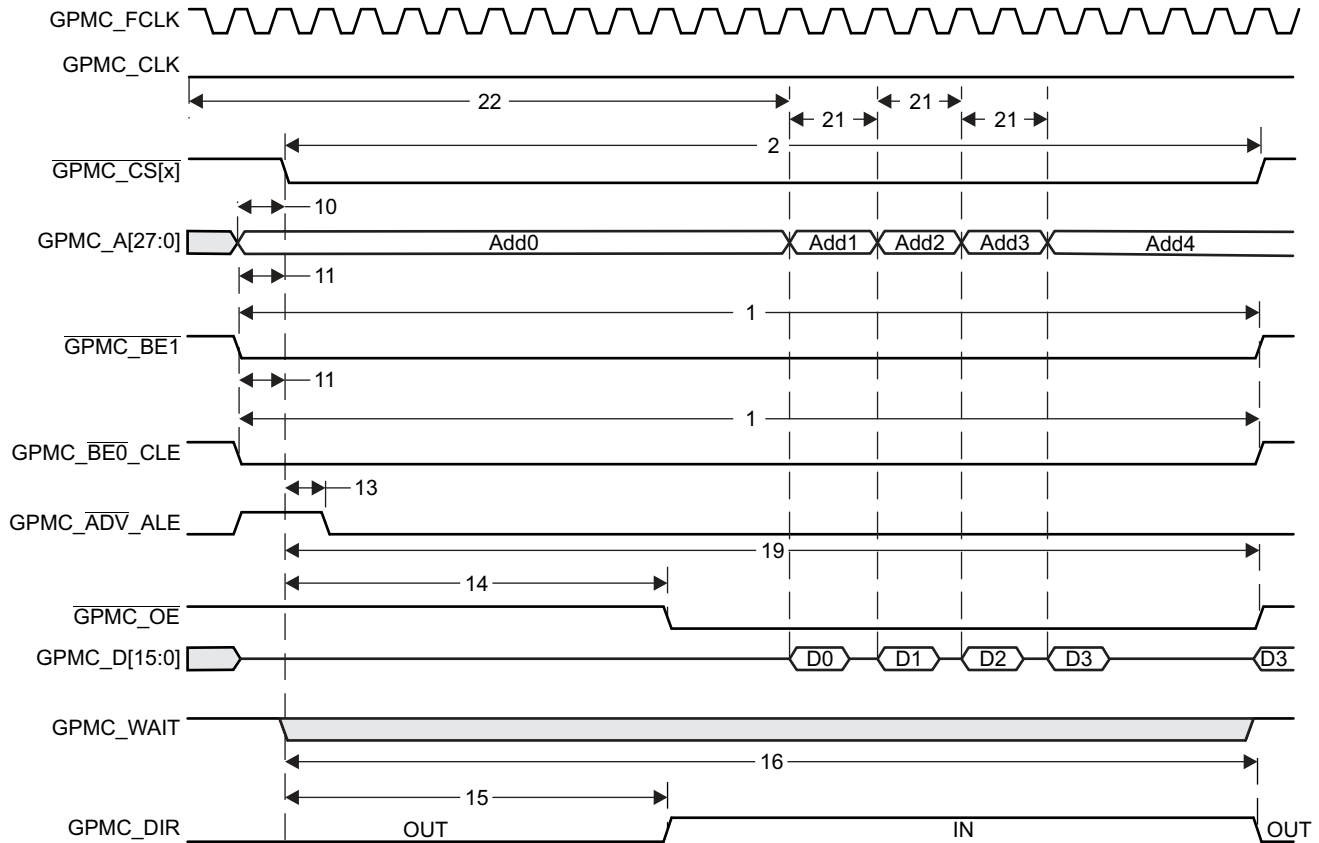 GPMC_FCLK
GPMC_CLK
22
21
21
21
2
GPMC_CS[x]
10
GPMC_A[27:0]
Add0
Add1
Add2
Add3
Add4
11
1
GPMC_BE1
11
1
GPMC_BE0_CLE
13
GPMC_ADV_ALE
19
14
GPMC_OE
GPMC_D[15:0]
D0
D1
D2
D3
D3
GPMC_WAIT
16
15
GPMC_DIR
OUT
IN
OUT